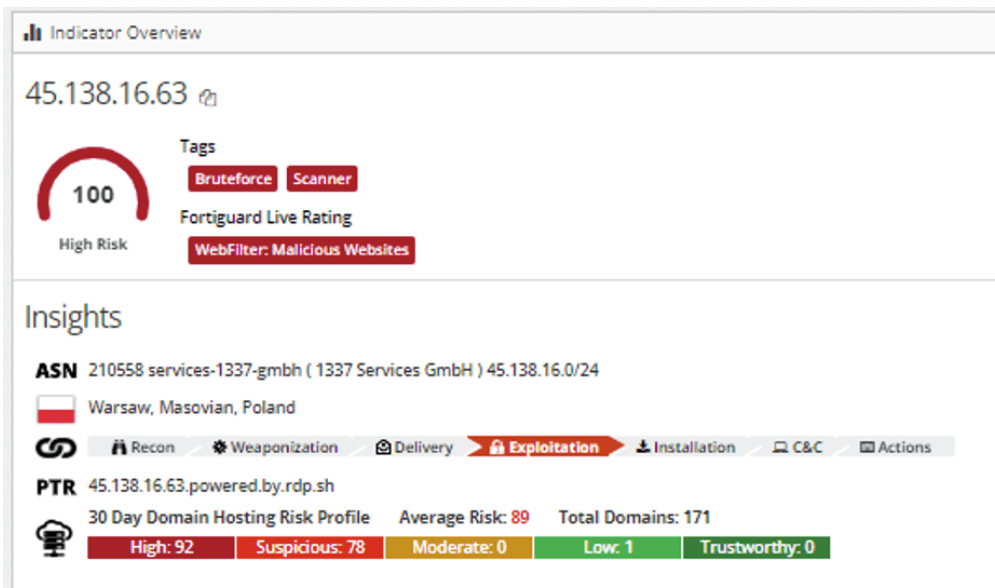 Indicator Overview
45.138.16.63
Tags
100
Bruteforce Scanner
Fortiguard Live Rating
High Risk
WebFilter: Malicious Websites
Insights
ASN 210558 services-1337-gmbh ( 1337 Services GmbH ) 45.138.16.0/24
Warsaw, Masovian, Poland
Recon Weaponization Delivery Exploitation Installation C&C Actions
PTR 45.138.16.63.powered.by.rdp.sh
30 Day Domain Hosting Risk Profile Average Risk: 89 Total Domains: 171
High: 92 Suspicious: 78 Moderate: 0 Low: 1 Trustworthy: 0